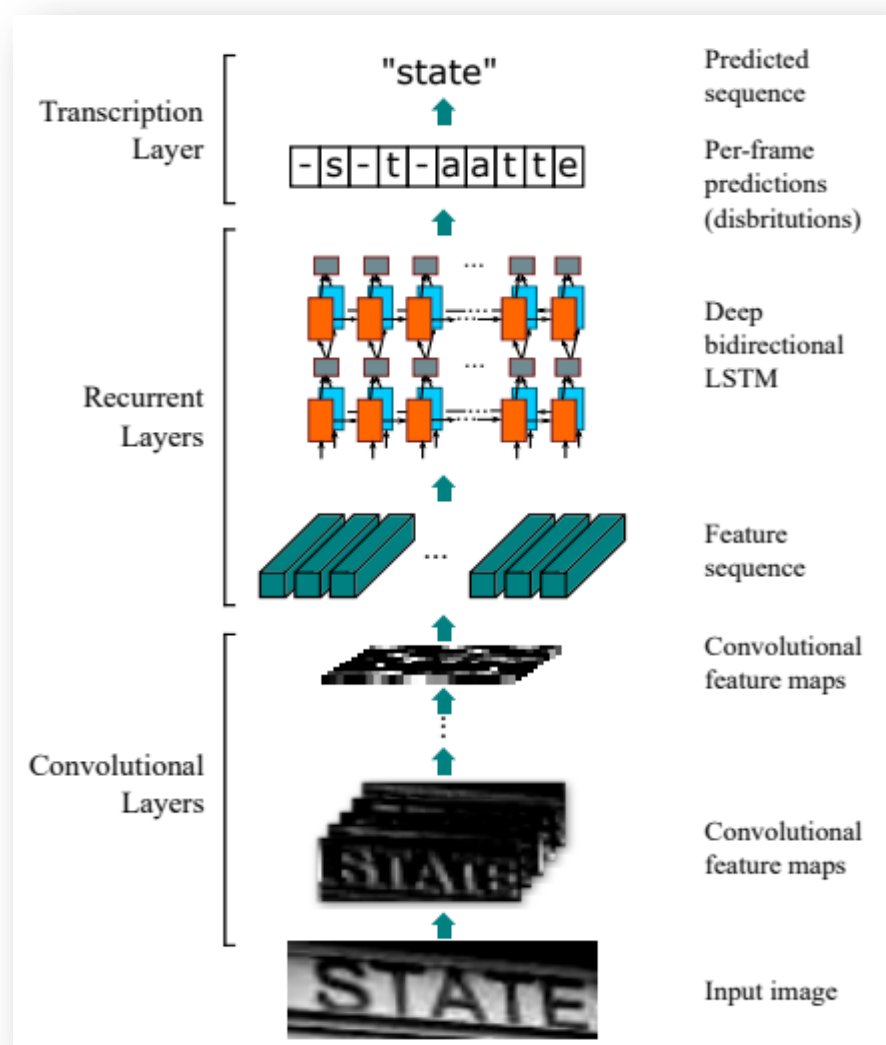 "state"
Predicted
sequence
Transcription
Layer
- s - t - a a t t e
Per-frame
predictions
(disbritutions)
...
Deep
bidirectional
LSTM
Recurrent
Layers
...
...
Feature
sequence
Convolutional
feature maps
Convolutional
Layers
STATE
Convolutional
feature maps
STATE
Input image